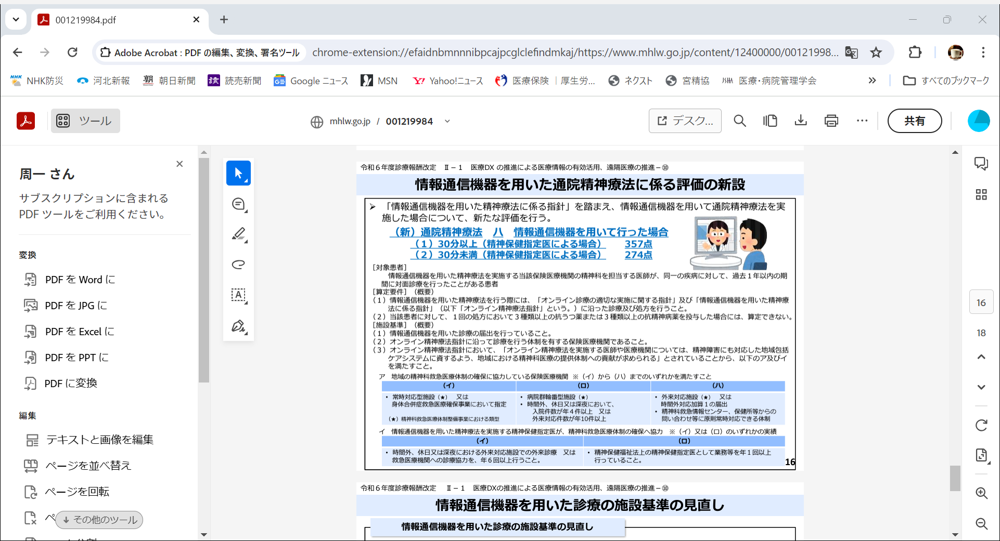 001219984.pdf
Adobe Acrobat : PDF の編集、変換、署名ツール
chrome-extension://efaidnbmnnnibpcajpcglclefindmkaj/https://www.mhlw.go.jp/content/12400000/00121998...
NHK防災
河北新報
朝日新聞
読売新聞
Google ニュース
MSN
Yahoo!ニュース
医療保険 | 厚生労...
ネクスト
宮精協
医療・病院管理学会
»
すべてのブックマーク
ツール
mhlw.go.jp / 001219984
デスク...
共有
周一 さん
サブスクリプションに含まれる
PDF ツールをご利用ください。
変換
PDF を Word に
PDF を JPG に
PDF を Excel に
PDF を PPT に
PDF に変換
編集
テキストと画像を編集
ページを並べ替え
ページを回転
ペ
その他のツール
令和６年度診療報酬改定　Ⅱ－１　医療DX の推進による医療情報の有効活用、遠隔医療の推進－⑩
情報通信機器を用いた通院精神療法に係る評価の新設
➢ 「情報通信機器を用いた精神療法に係る指針」を踏まえ、情報通信機器を用いて通院精神療法を実
施した場合について、新たな評価を行う。
（新）通院精神療法　ハ　情報通信機器を用いて行った場合
（１）30分以上（精神保健指定医による場合）　　357点
（２）30分未満（精神保健指定医による場合）　　274点
［対象患者］
情報通信機器を用いた精神療法を実施する当該保険医療機関の精神科を担当する医師が、同一の疾病に対して、過去１年以内の期
間に対面診療を行ったことがある患者
［算定要件］（概要）
（１）情報通信機器を用いた精神療法を行う際には、「オンライン診療の適切な実施に関する指針」及び「情報通信機器を用いた精神療
法に係る指針」（以下「オンライン精神療法指針」という。）に沿った診療及び処方を行うこと。
（２）当該患者に対して、１回の処方において３種類以上の抗うつ薬または３種類以上の抗精神病薬を投与した場合には、算定できない。
［施設基準］（概要）
（１）情報通信機器を用いた診療の届出を行っていること。
（２）オンライン精神療法指針に沿って診療を行う体制を有する保険医療機関であること。
（３）オンライン精神療法指針において、「オンライン精神療法を実施する医師や医療機関については、精神障害にも対応した地域包括
ケアシステムに資するよう、地域における精神科医療の提供体制への貢献が求められる」とされていることから、以下のア及びイ
を満たすこと。
ア　地域の精神科救急医療体制の確保に協力している保険医療機関　※（イ）から（ハ）までのいずれかを満たすこと
（イ）
（ロ）
（ハ）
・ 常時対応型施設（★）　又は
身体合併症救急医療確保事業において指定
（★）精神科救急医療体制整備事業における類型
・ 病院群輪番型施設（★）
・ 時間外、休日又は深夜において、
入院件数が年４件以上　又は
外来対応件数が年10件以上
・ 外来対応施設（★）　又は
時間外対応加算１の届出
・ 精神科救急情報センター、保健所等からの
問い合わせ等に原則常時対応できる体制
イ　情報通信機器を用いた精神療法を実施する精神保健指定医が、精神科救急医療体制の確保へ協力　※（イ）又は（ロ）のいずれかの実績
（イ）
（ロ）
・ 時間外、休日又は深夜における外来対応施設での外来診療　又は
救急医療機関への診療協力を、年６回以上行うこと。
・ 精神保健福祉法上の精神保健指定医として業務等を年１回以上
行っていること。
16
令和６年度診療報酬改定　Ⅱ－１　医療DXの推進による医療情報の有効活用、遠隔医療の推進－⑩
情報通信機器を用いた診療の施設基準の見直し
情報通信機器を用いた診療の施設基準の見直し
16
18